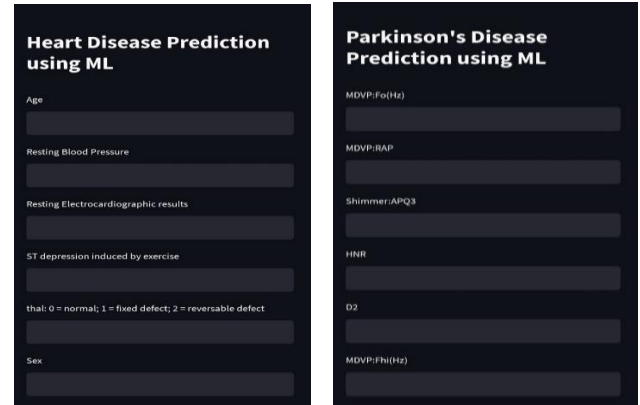 Heart Disease Prediction
using ML
Age
Resting Blood Pressure
Resting Electrocardiographic results
ST depression induced by exercise
thal: 0 = normal; 1 = fixed defect; 2 = reversable defect
Sex
Parkinson's Disease
Prediction using ML
MDVP:Fo(Hz)
MDVP:RAP
Shimmer:APQ3
HNR
D2
MDVP:Fhi(Hz)